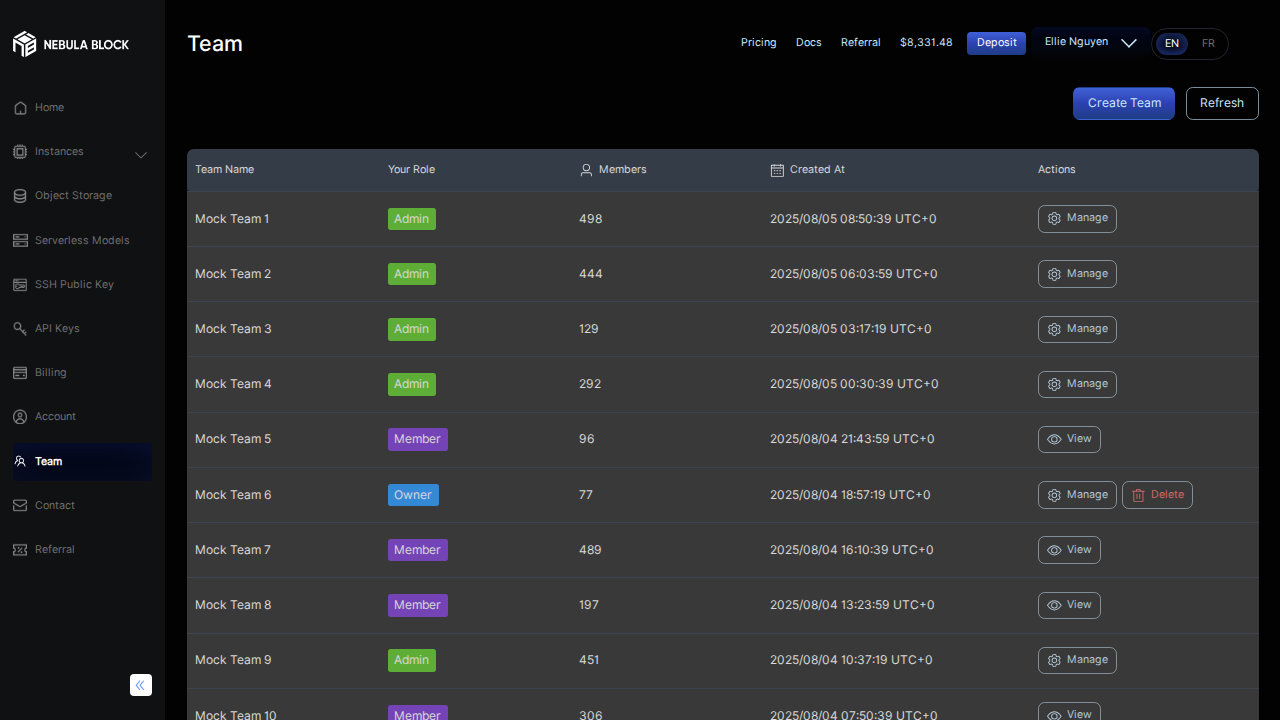 NEBULA BLOCK
Home
Instances
Object Storage
Serverless Models
SSH Public Key
API Keys
Billing
Account
Team
Contact
Referral
Team
Pricing Docs Referral $8,331.48 Deposit Ellie Nguyen EN FR
Create Team Refresh
Team Name Your Role Members Created At Actions
Mock Team 1 Admin 498 2025/08/05 08:50:39 UTC+0 Manage
Mock Team 2 Admin 444 2025/08/05 06:03:59 UTC+0 Manage
Mock Team 3 Admin 129 2025/08/05 03:17:19 UTC+0 Manage
Mock Team 4 Admin 292 2025/08/05 00:30:39 UTC+0 Manage
Mock Team 5 Member 96 2025/08/04 21:43:59 UTC+0 View
Mock Team 6 Owner 77 2025/08/04 18:57:19 UTC+0 Manage Delete
Mock Team 7 Member 489 2025/08/04 16:10:39 UTC+0 View
Mock Team 8 Member 197 2025/08/04 13:23:59 UTC+0 View
Mock Team 9 Admin 451 2025/08/04 10:37:19 UTC+0 Manage
Mock Team 10 Member 306 2025/08/04 07:50:39 UTC+0 View